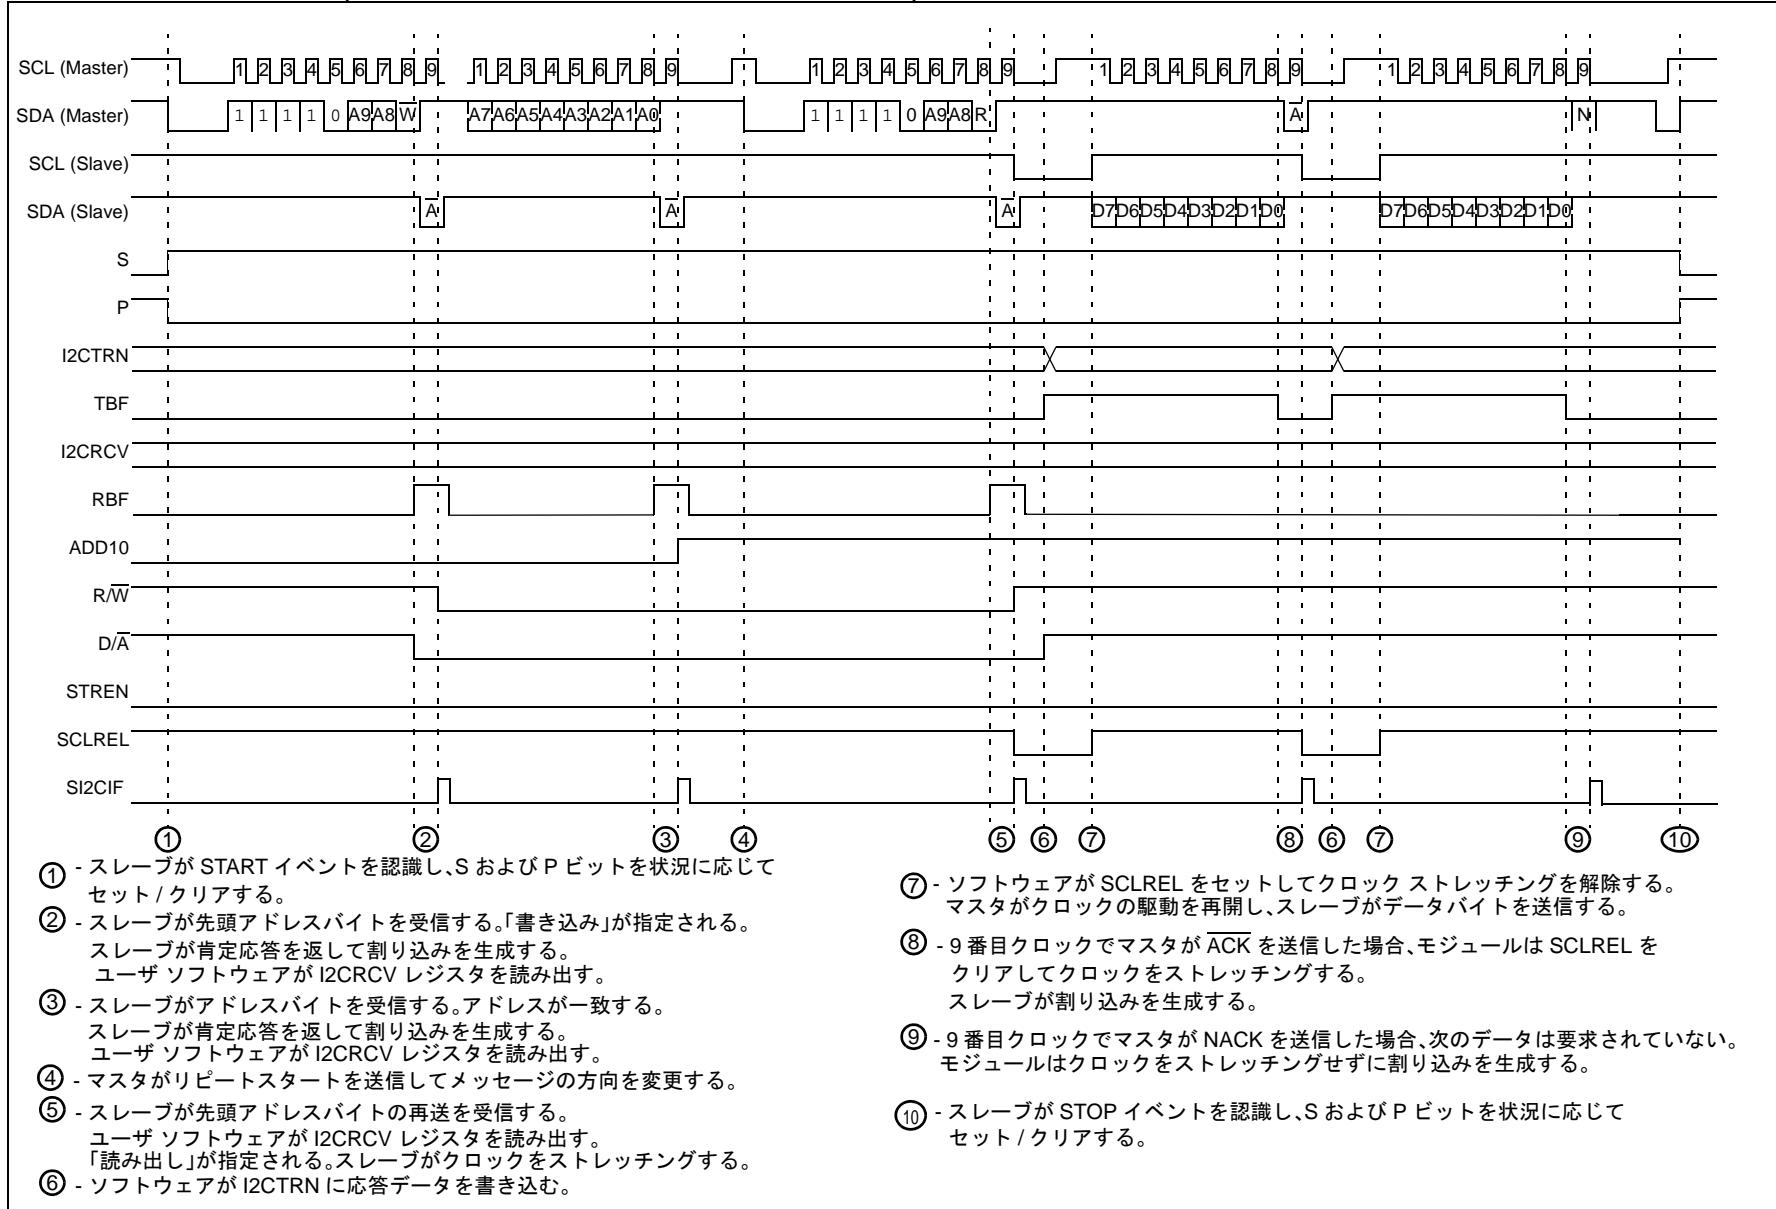 SCL (Master) 1 2 3 4 5 6 7 8 9 1 2 3 4 5 6 7 8 9 1 2 3 4 5 6 7 8 9 1 2 3 4 5 6 7 8 9 1 2 3 4 5 6 7 8 9
SDA (Master) 1 1 1 1 0 A9 A8 W̅ A7 A6 A5 A4 A3 A2 A1 A0 1 1 1 1 0 A9 A8 R A̅ N
SCL (Slave)
SDA (Slave) A̅ A̅ A̅ D7 D6 D5 D4 D3 D2 D1 D0 D7 D6 D5 D4 D3 D2 D1 D0
S
P
I2CTRN
TBF
I2CRCV
RBF
ADD10
R/W̅
D/A̅
STREN
SCLREL
SI2CIF
① ② ③ ④ ⑤ ⑥ ⑦ ⑧ ⑥ ⑦ ⑨ ⑩
① - スレーブが START イベントを認識し、S および P ビットを状況に応じて
セット / クリアする。
② - スレーブが先頭アドレスバイトを受信する。「書き込み」が指定される。
スレーブが肯定応答を返して割り込みを生成する。
ユーザ ソフトウェアが I2CRCV レジスタを読み出す。
③ - スレーブがアドレスバイトを受信する。アドレスが一致する。
スレーブが肯定応答を返して割り込みを生成する。
ユーザ ソフトウェアが I2CRCV レジスタを読み出す。
④ - マスタがリピートスタートを送信してメッセージの方向を変更する。
⑤ - スレーブが先頭アドレスバイトの再送を受信する。
ユーザ ソフトウェアが I2CRCV レジスタを読み出す。
「読み出し」が指定される。スレーブがクロックをストレッチングする。
⑥ - ソフトウェアが I2CTRN に応答データを書き込む。
⑦ - ソフトウェアが SCLREL をセットしてクロック ストレッチングを解除する。
マスタがクロックの駆動を再開し、スレーブがデータバイトを送信する。
⑧ - 9 番目クロックでマスタが A̅C̅K̅ を送信した場合、モジュールは SCLREL を
クリアしてクロックをストレッチングする。
スレーブが割り込みを生成する。
⑨ - 9 番目クロックでマスタが NACK を送信した場合、次のデータは要求されていない。
モジュールはクロックをストレッチングせずに割り込みを生成する。
⑩ - スレーブが STOP イベントを認識し、S および P ビットを状況に応じて
セット / クリアする。